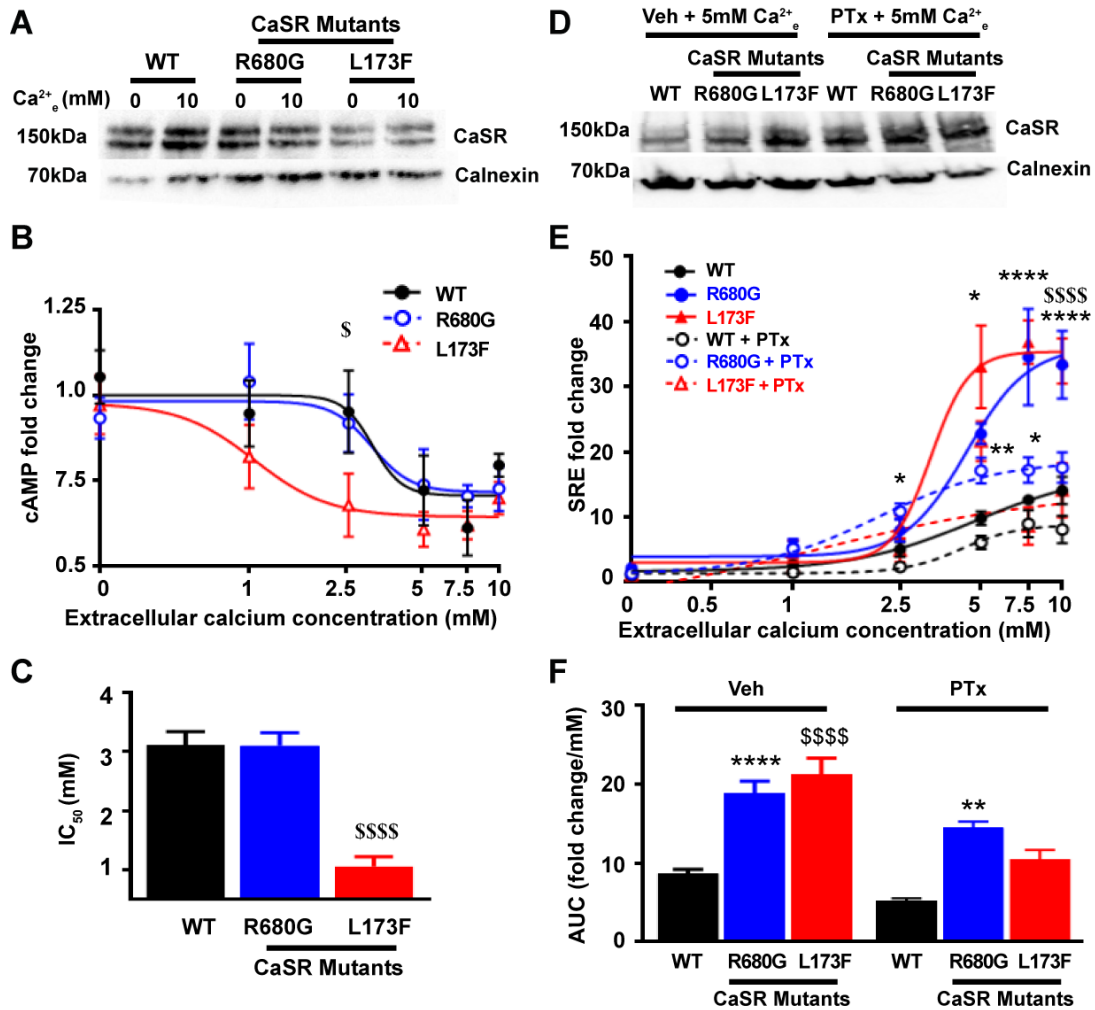 A
CaSR Mutants
WT R680G L173F
Ca²⁺ₑ (mM) 0 10 0 10 0 10
150kDa CaSR
70kDa Calnexin
D
Veh + 5mM Ca²⁺ₑ PTx + 5mM Ca²⁺ₑ
CaSR Mutants CaSR Mutants
WT R680G L173F WT R680G L173F
150kDa CaSR
70kDa Calnexin
B
cAMP fold change
1.25
1.0
7.5
0.5
WT
R680G
L173F
$
0 1 2.5 5 7.5 10
Extracellular calcium concentration (mM)
E
SRE fold change
50
40
30
20
10
0
WT
R680G
L173F
WT + PTx
R680G + PTx
L173F + PTx
* **** $$$$
****
* ** *
0 0.5 1 2.5 5 7.5 10
Extracellular calcium concentration (mM)
C
IC₅₀ (mM)
4
3
2
1
$$$$
WT R680G L173F
CaSR Mutants
F
Veh PTx
AUC (fold change/mM)
30
20
10
0
**** $$$$ **
WT R680G L173F WT R680G L173F
CaSR Mutants CaSR Mutants